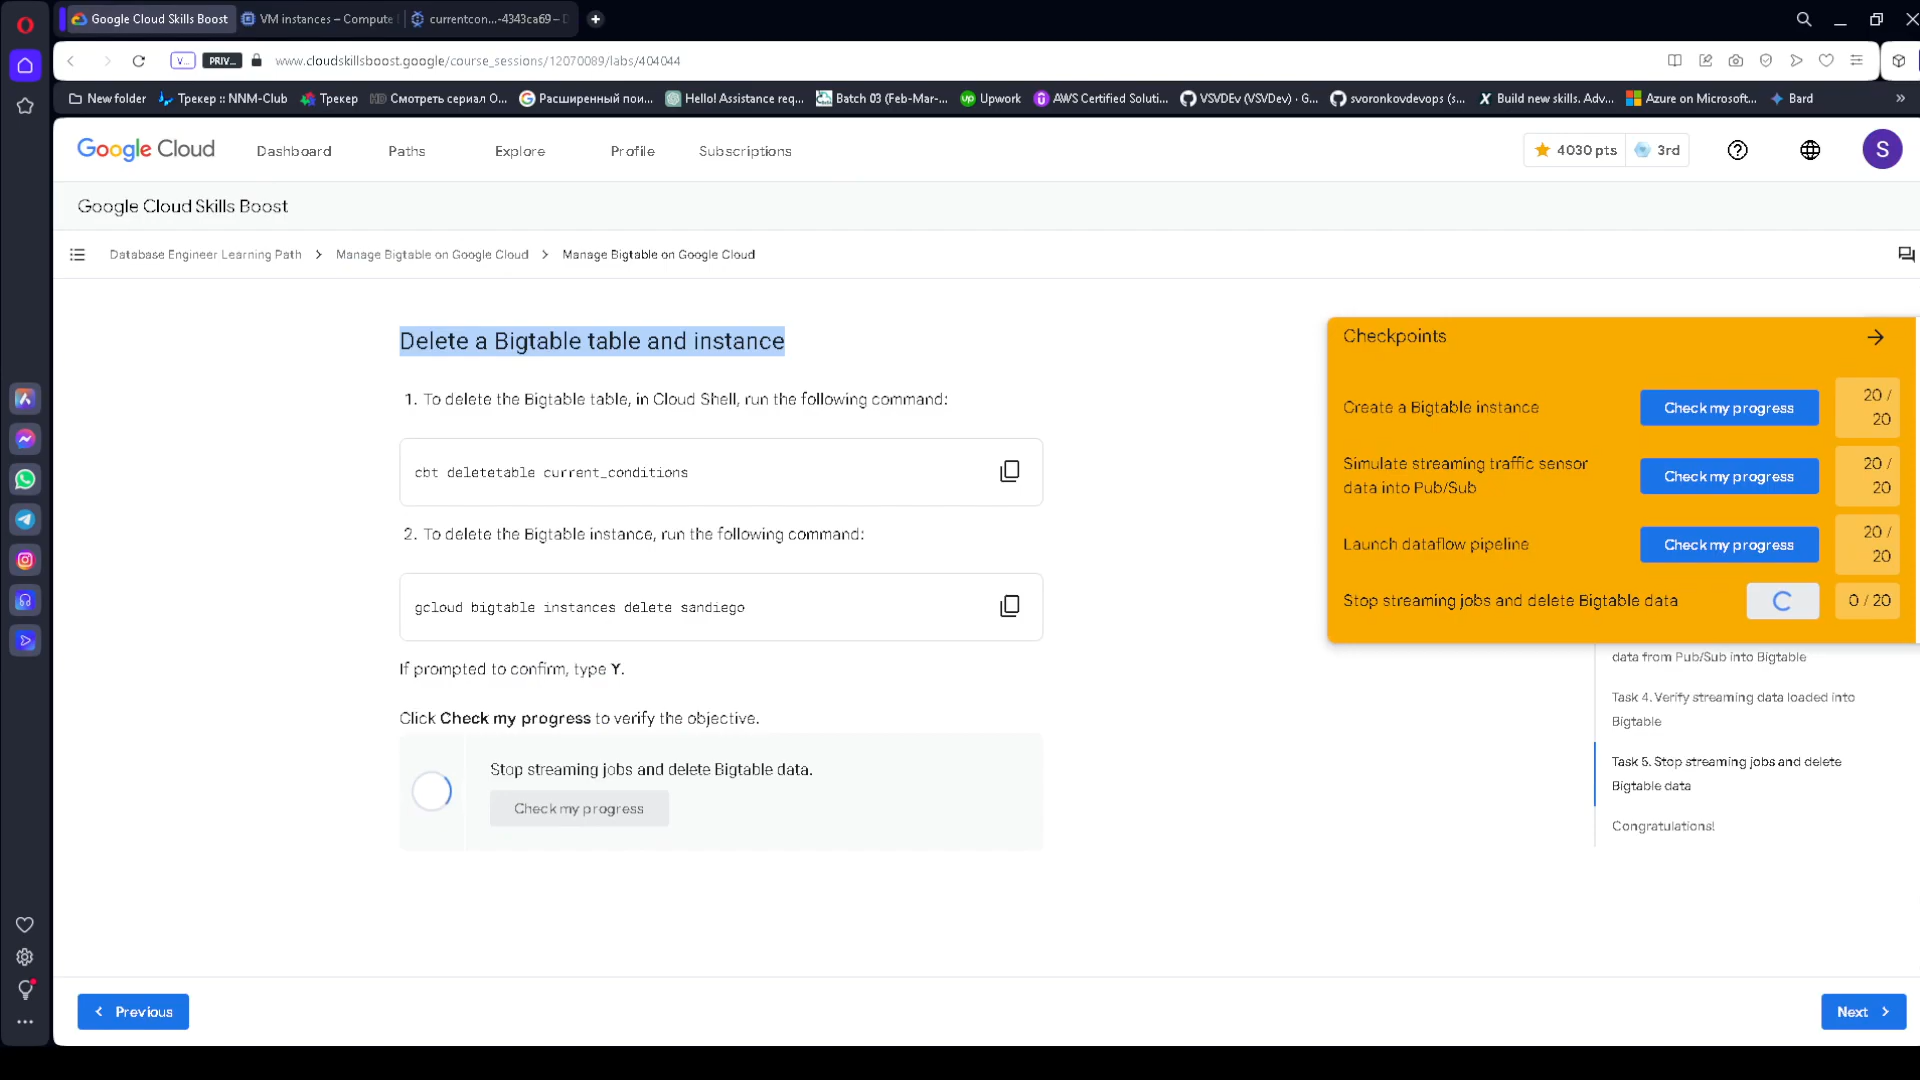 Google Cloud Skills Boost
VM instances – Compute
currentcon...-4343ca69 – D
V...
PRIV...
www.cloudskillsboost.google/course_sessions/12070089/labs/404044
New folder
Трекер :: NNM-Club
Трекер
HD Смотреть сериал О...
Расширенный пои...
Hello! Assistance req...
Batch 03 (Feb-Mar-...
up Upwork
AWS Certified Soluti...
VSVDEv (VSVDev) · G...
svoronkovdevops (s...
X Build new skills. Adv...
Azure on Microsoft...
Bard
»
Google Cloud
Dashboard
Paths
Explore
Profile
Subscriptions
4030 pts
3rd
S
Google Cloud Skills Boost
Database Engineer Learning Path > Manage Bigtable on Google Cloud > Manage Bigtable on Google Cloud
Delete a Bigtable table and instance
1. To delete the Bigtable table, in Cloud Shell, run the following command:
cbt deletetable current_conditions
2. To delete the Bigtable instance, run the following command:
gcloud bigtable instances delete sandiego
If prompted to confirm, type Y.
Click Check my progress to verify the objective.
Stop streaming jobs and delete Bigtable data.
Check my progress
Checkpoints
Create a Bigtable instance
Check my progress
20 /
20
Simulate streaming traffic sensor
data into Pub/Sub
Check my progress
20 /
20
Launch dataflow pipeline
Check my progress
20 /
20
Stop streaming jobs and delete Bigtable data
0 / 20
data from Pub/Sub into Bigtable
Task 4. Verify streaming data loaded into
Bigtable
Task 5. Stop streaming jobs and delete
Bigtable data
Congratulations!
Previous
Next